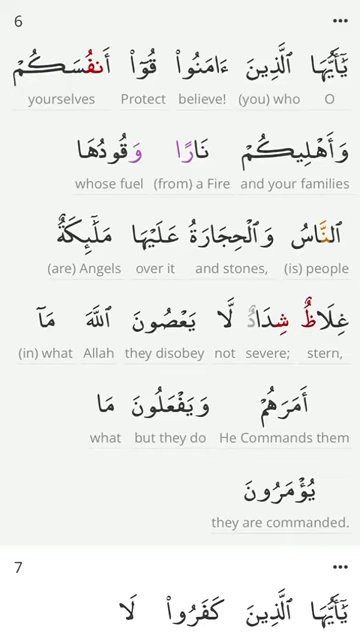 6 •••
يَٰٓأَيُّهَا ٱلَّذِينَ ءَامَنُوا۟ قُوٓا۟ أَنفُسَكُمْ
yourselves Protect believe! (you) who O
وَأَهْلِيكُمْ نَارًا وَقُودُهَا
whose fuel (from) a Fire and your families
ٱلنَّاسُ وَٱلْحِجَارَةُ عَلَيْهَا مَلَٰٓئِكَةٌ
(are) Angels over it and stones, (is) people
غِلَاظٌ شِدَادٌ لَّا يَعْصُونَ ٱللَّهَ مَآ
(in) what Allah they disobey not severe; stern,
أَمَرَهُمْ وَيَفْعَلُونَ مَا
what but they do He Commands them
يُؤْمَرُونَ
they are commanded.
7 •••
يَٰٓأَيُّهَا ٱلَّذِينَ كَفَرُوا۟ لَا